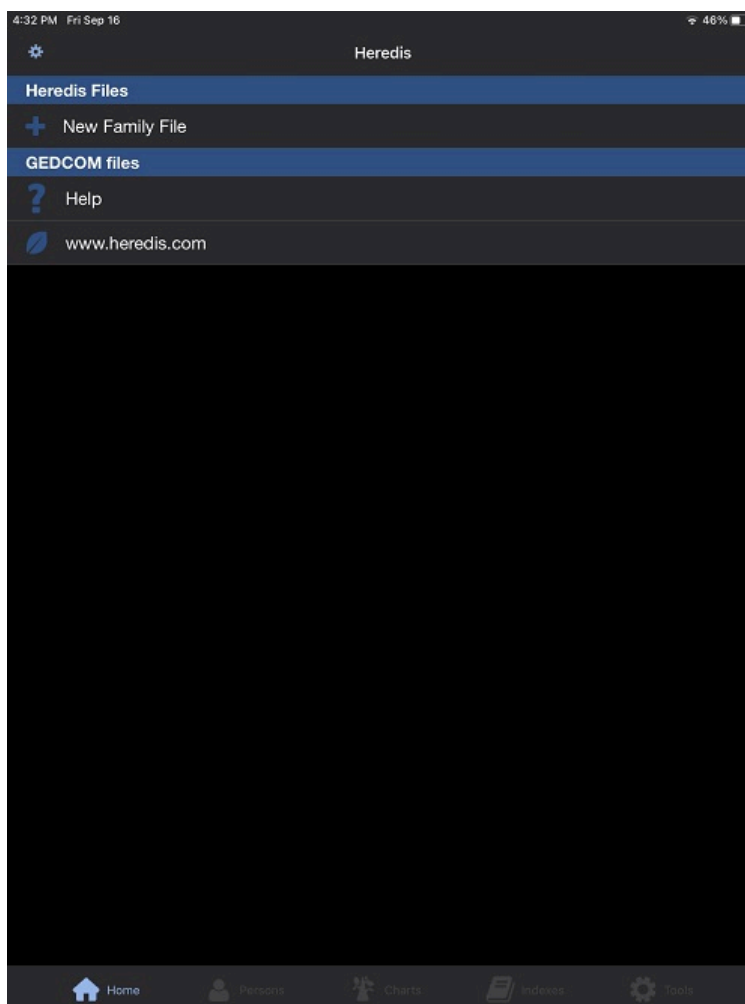 4:32 PM Fri Sep 16 46%
Heredis
Heredis Files
New Family File
GEDCOM files
Help
www.heredis.com
Home Persons Charts Indexes Tools